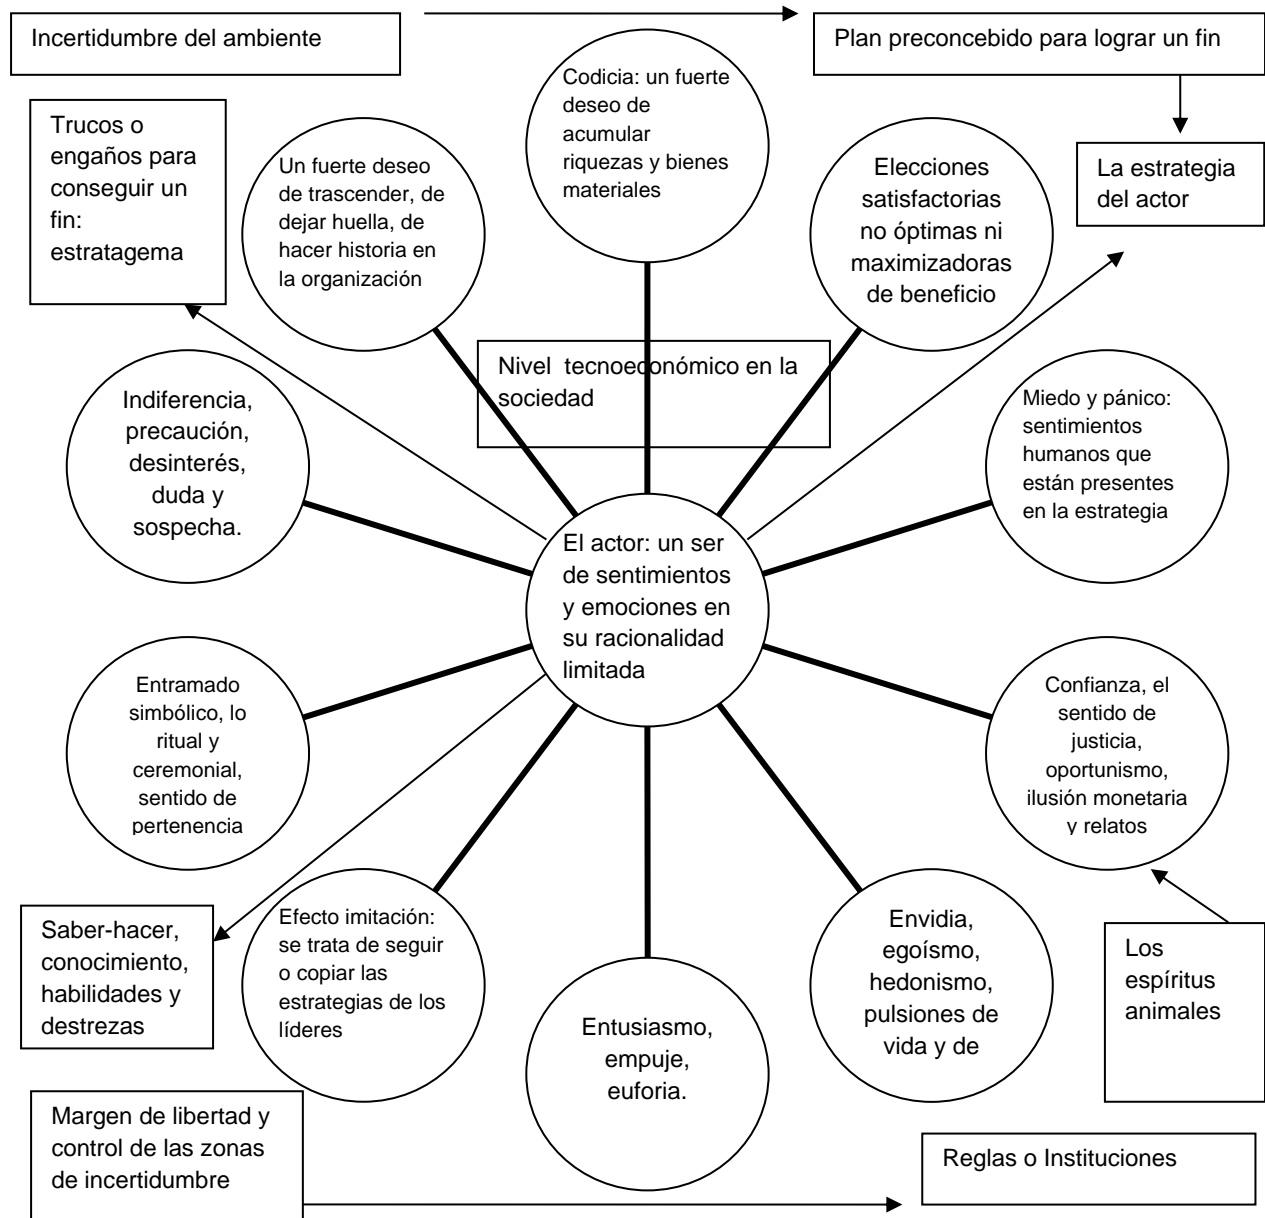 Incertidumbre del ambiente
Plan preconcebido para lograr un fin
Codicia: un fuerte
deseo de
acumular
riquezas y bienes
materiales
Trucos o
engaños para
conseguir un
fin:
estratagema
Un fuerte deseo
de trascender, de
dejar huella, de
hacer historia en
la organización
Elecciones
satisfactorias
no óptimas ni
maximizadoras
de beneficio
La estrategia
del actor
Nivel tecnoeconómico en la
sociedad
Indiferencia,
precaución,
desinterés,
duda y
sospecha.
Miedo y pánico:
sentimientos
humanos que
están presentes
en la estrategia
El actor: un ser
de sentimientos
y emociones en
su racionalidad
limitada
Entramado
simbólico, lo
ritual y
ceremonial,
sentido de
pertenencia
Confianza, el
sentido de
justicia,
oportunismo,
ilusión monetaria
y relatos
Saber-hacer,
conocimiento,
habilidades y
destrezas
Efecto imitación:
se trata de seguir
o copiar las
estrategias de los
líderes
Entusiasmo,
empuje,
euforia.
Envidia,
egoísmo,
hedonismo,
pulsiones de
vida y de
Los
espíritus
animales
Margen de libertad y
control de las zonas
de incertidumbre
Reglas o Instituciones